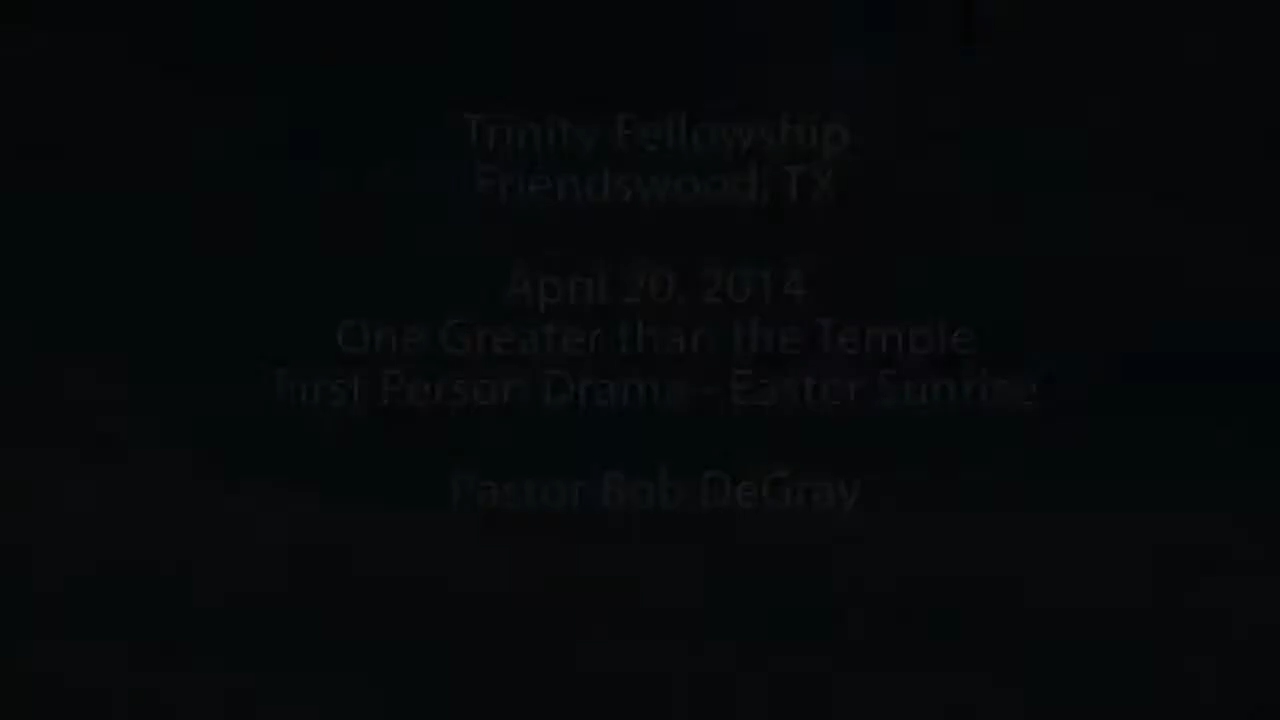 Trinity Fellowship
Friendswood, TX
April 20, 2014
One Greater than the Temple
First Person Drama - Easter Sunrise
Pastor Bob DeGray